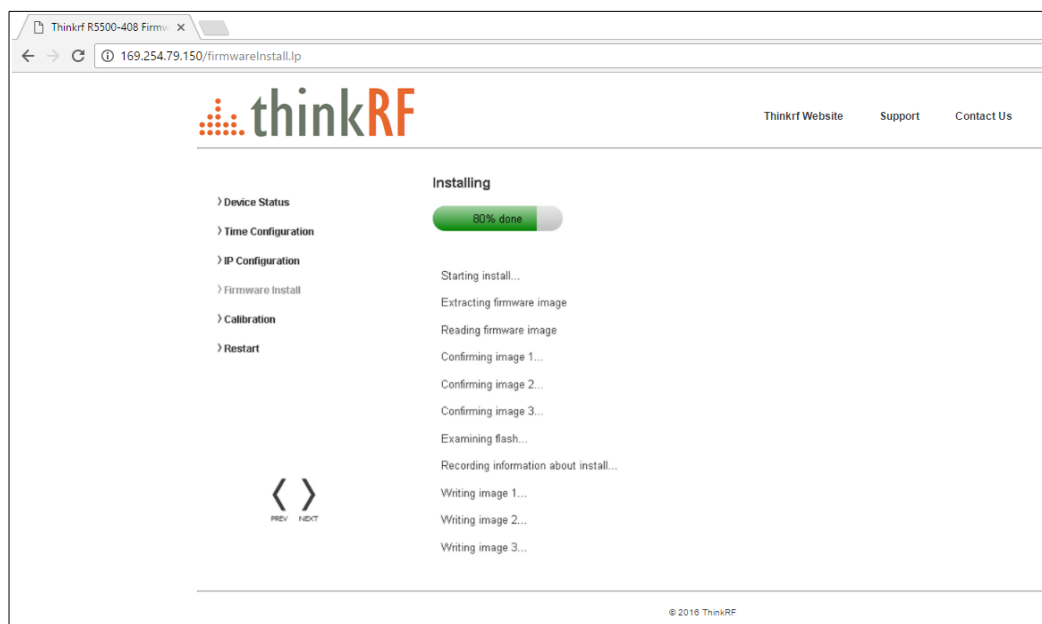 Thinkrf R5500-408 Firmw
169.254.79.150/firmwareInstall.lp
thinkRF
Thinkrf Website Support Contact Us
Installing
80% done
Device Status
Time Configuration
IP Configuration
Firmware Install
Calibration
Restart
Starting install...
Extracting firmware image
Reading firmware image
Confirming image 1...
Confirming image 2...
Confirming image 3...
Examining flash...
Recording information about install...
Writing image 1...
Writing image 2...
Writing image 3...
PREV NEXT
© 2016 ThinkRF